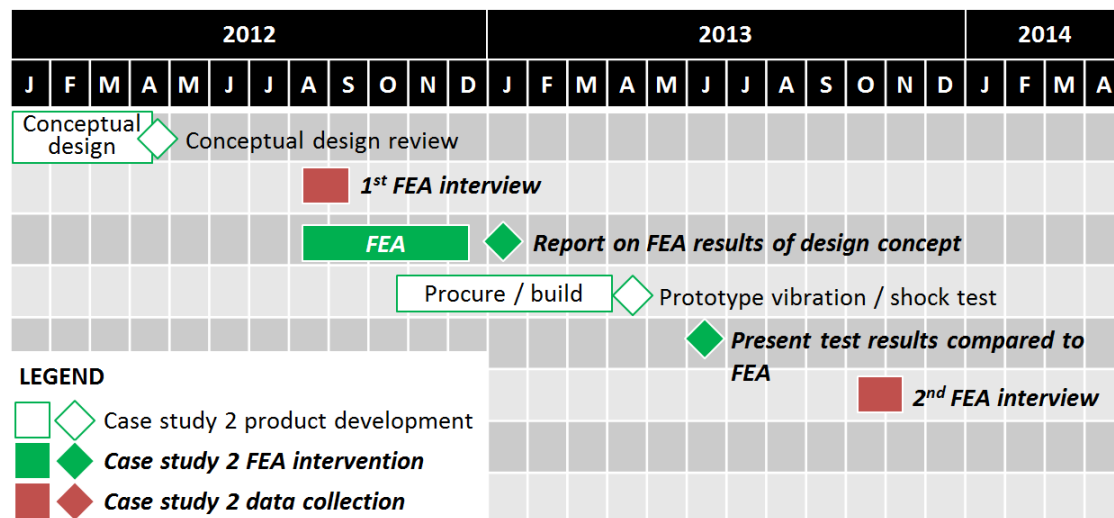 2012 2013 2014
J F M A M J J A S O N D J F M A M J J A S O N D J F M A
Conceptual
design
Conceptual design review
1st FEA interview
FEA
Report on FEA results of design concept
Procure / build
Prototype vibration / shock test
Present test results compared to
FEA
2nd FEA interview
LEGEND
Case study 2 product development
Case study 2 FEA intervention
Case study 2 data collection